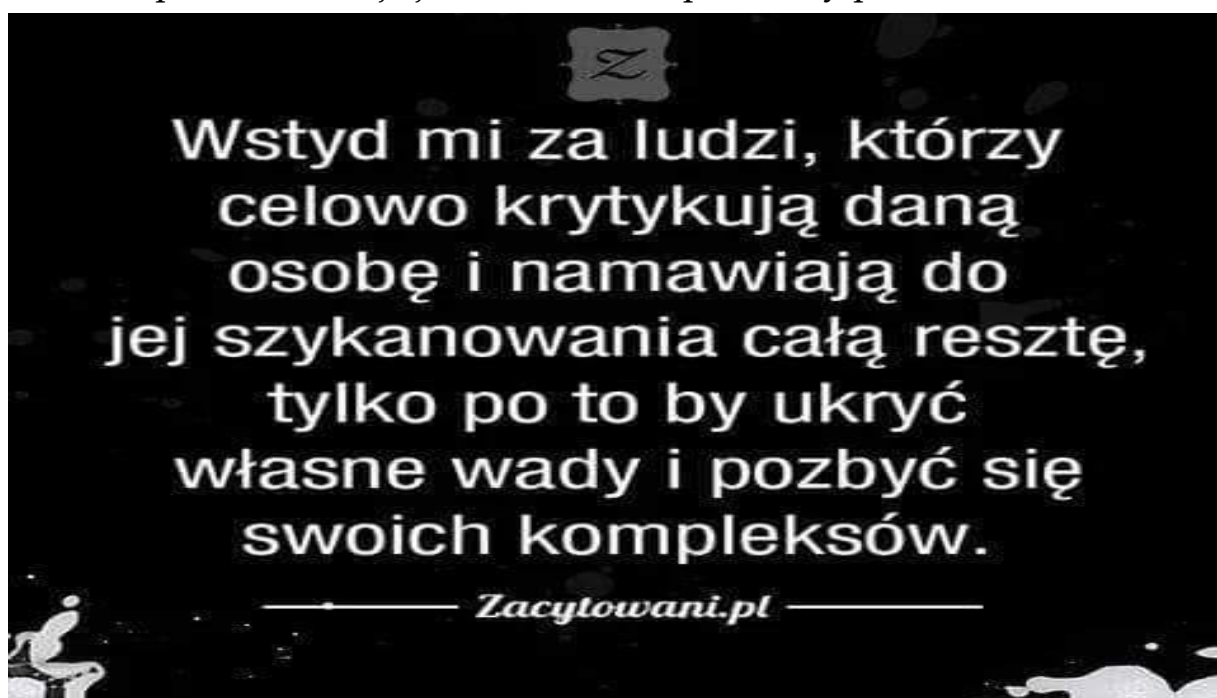 Z
Wstyd mi za ludzi, którzy
celowo krytykują daną
osobę i namawiają do
jej szykanowania całą resztę,
tylko po to by ukryć
własne wady i pozbyć się
swoich kompleksów.
Zacytowani.pl